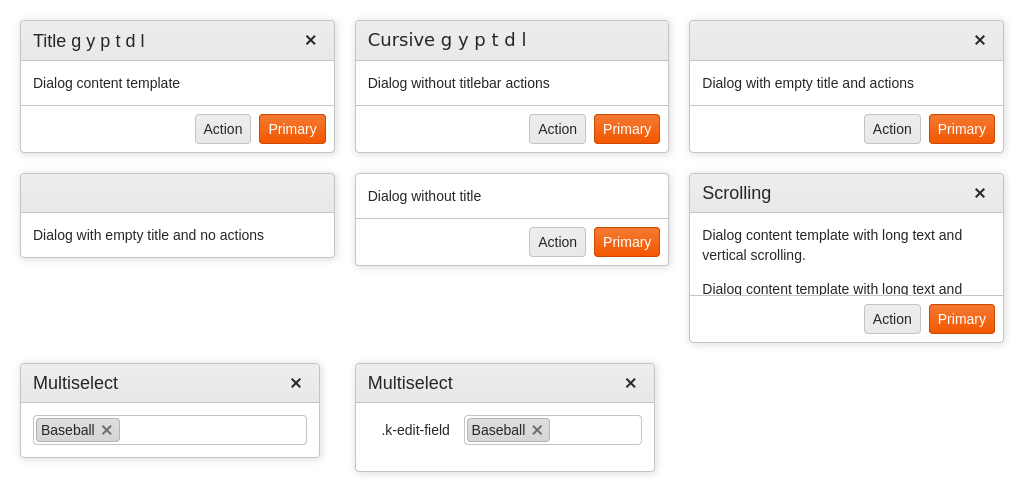 Title g y p t d l ✕
Dialog content template
Action Primary
Cursive g y p t d l
Dialog without titlebar actions
Action Primary
✕
Dialog with empty title and actions
Action Primary
Dialog with empty title and no actions
Dialog without title
Action Primary
Scrolling ✕
Dialog content template with long text and
vertical scrolling.
Dialog content template with long text and
Action Primary
Multiselect ✕
Baseball ✕
Multiselect ✕
.k-edit-field Baseball ✕